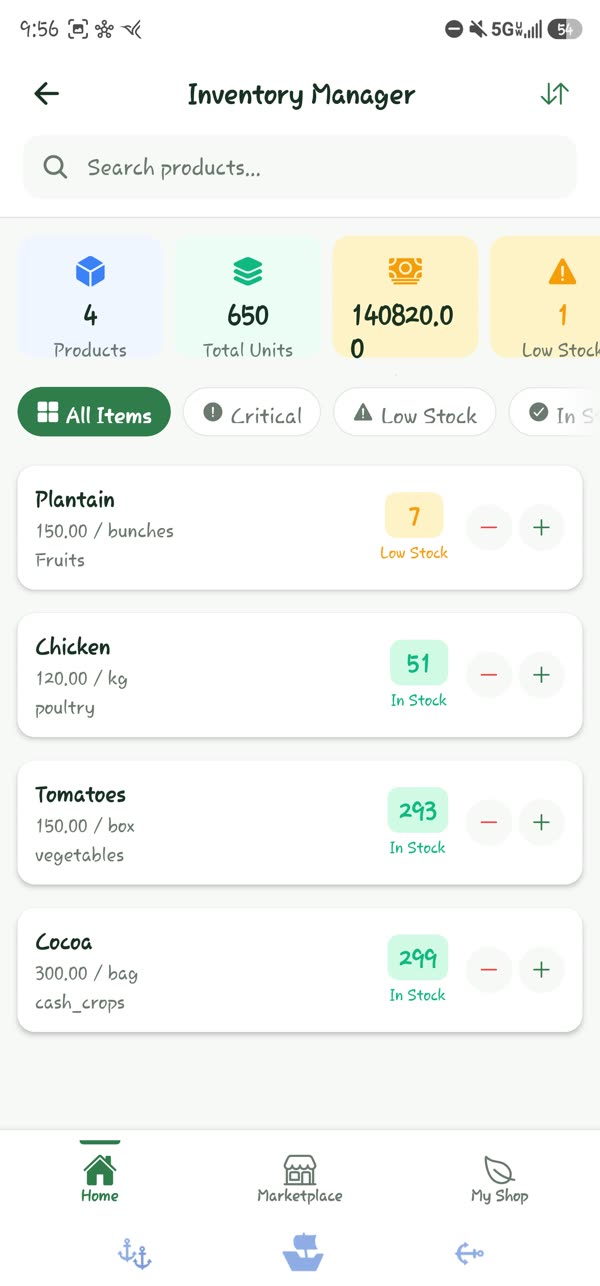 9:56
5G
54
Inventory Manager
Search products...
4
Products
650
Total Units
140820.0
0
1
Low Stock
All Items
Critical
Low Stock
In S
Plantain
150.00 / bunches
Fruits
7
Low Stock
Chicken
120.00 / kg
poultry
51
In Stock
Tomatoes
150.00 / box
vegetables
293
In Stock
Cocoa
300.00 / bag
cash_crops
299
In Stock
Home
Marketplace
My Shop